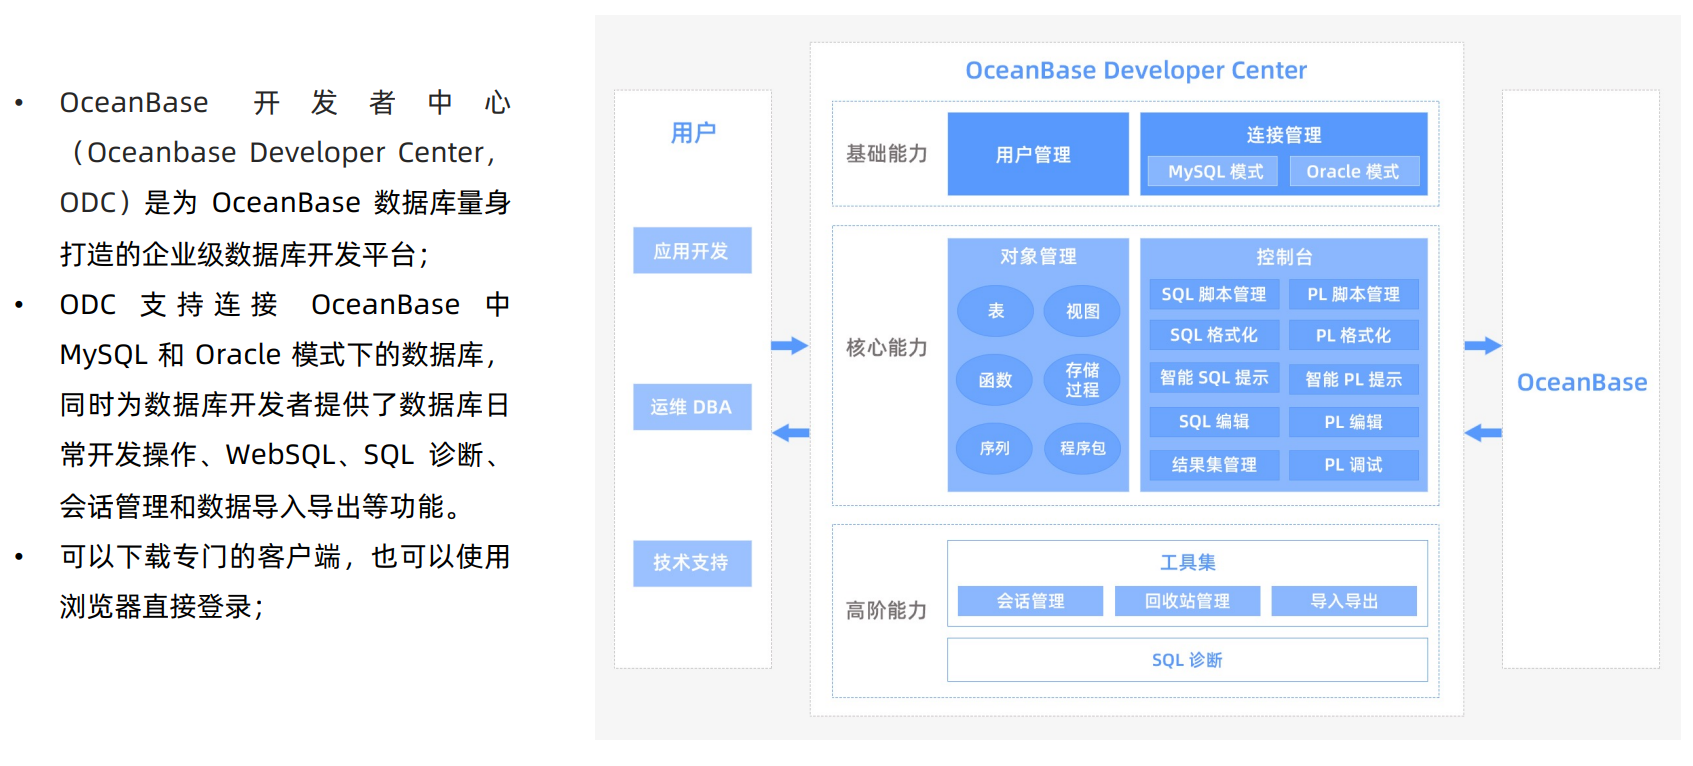 • OceanBase 开发者中心
（Oceanbase Developer Center，
ODC）是为 OceanBase 数据库量身
打造的企业级数据库开发平台；
• ODC 支持连接 OceanBase 中
MySQL 和 Oracle 模式下的数据库，
同时为数据库开发者提供了数据库日
常开发操作、WebSQL、SQL 诊断、
会话管理和数据导入导出等功能。
• 可以下载专门的客户端，也可以使用
浏览器直接登录；
用户
应用开发
运维 DBA
技术支持
OceanBase Developer Center
基础能力
用户管理
连接管理
MySQL 模式
Oracle 模式
核心能力
对象管理
表
视图
函数
存储
过程
序列
程序包
控制台
SQL 脚本管理
PL 脚本管理
SQL 格式化
PL 格式化
智能 SQL 提示
智能 PL 提示
SQL 编辑
PL 编辑
结果集管理
PL 调试
高阶能力
工具集
会话管理
回收站管理
导入导出
SQL 诊断
OceanBase